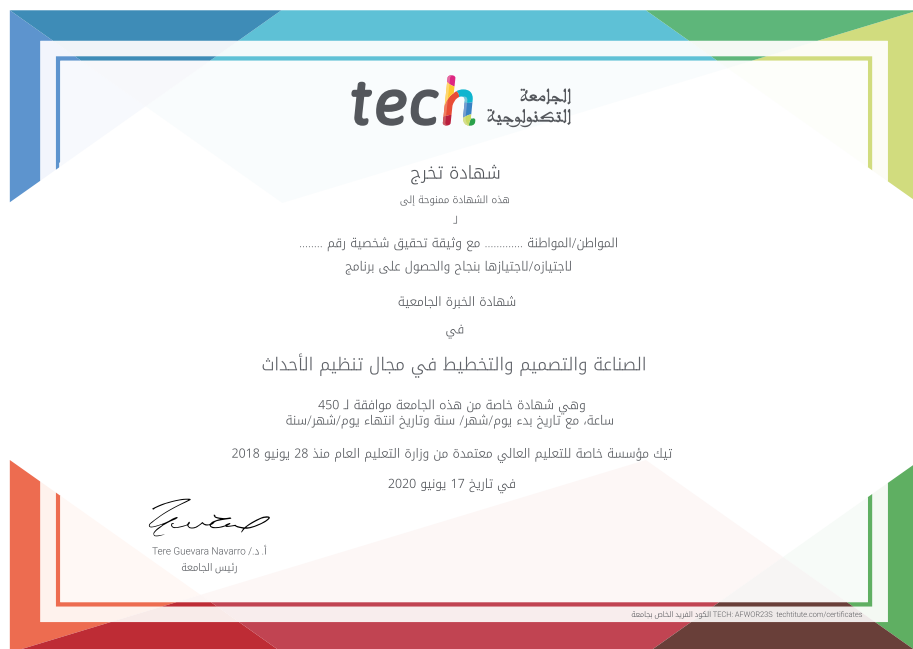 tech الجامعة
التكنولوجية
شهادة تخرج
هذه الشهادة ممنوحة إلى
لـ
المواطن/المواطنة ............. مع وثيقة تحقيق شخصية رقم ........
لاجتيازه/لاجتيازها بنجاح والحصول على برنامج
شهادة الخبرة الجامعية
في
الصناعة والتصميم والتخطيط في مجال تنظيم الأحداث
وهي شهادة خاصة من هذه الجامعة موافقة لـ 450
ساعة، مع تاريخ بدء يوم/شهر/ سنة وتاريخ انتهاء يوم/شهر/سنة
تيك مؤسسة خاصة للتعليم العالي معتمدة من وزارة التعليم العام منذ 28 يونيو 2018
في تاريخ 17 يونيو 2020
أ.د./ Tere Guevara Navarro
رئيس الجامعة
الكود الفريد الخاص بجامعة TECH: AFWOR23S techtitute.com/certificates